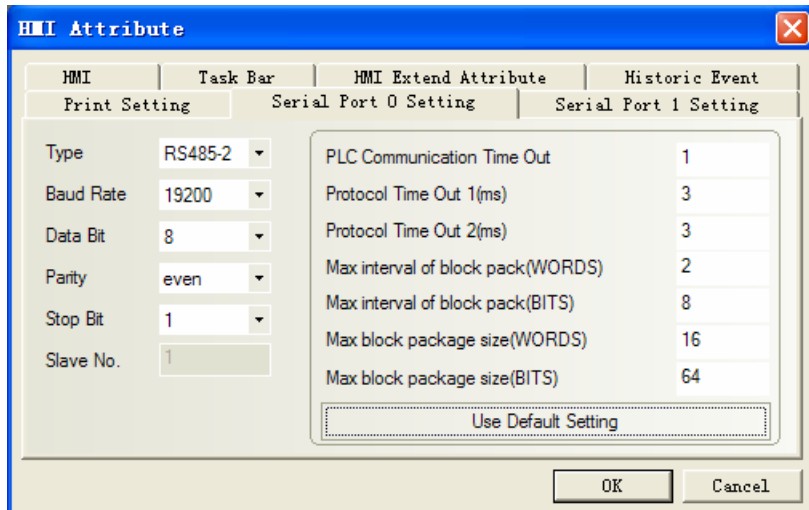 HMI Attribute
HMI Task Bar HMI Extend Attribute Historic Event
Print Setting Serial Port 0 Setting Serial Port 1 Setting
Type RS485-2
Baud Rate 19200
Data Bit 8
Parity even
Stop Bit 1
Slave No. 1
PLC Communication Time Out 1
Protocol Time Out 1(ms) 3
Protocol Time Out 2(ms) 3
Max interval of block pack(WORDS) 2
Max interval of block pack(BITS) 8
Max block package size(WORDS) 16
Max block package size(BITS) 64
Use Default Setting
OK Cancel